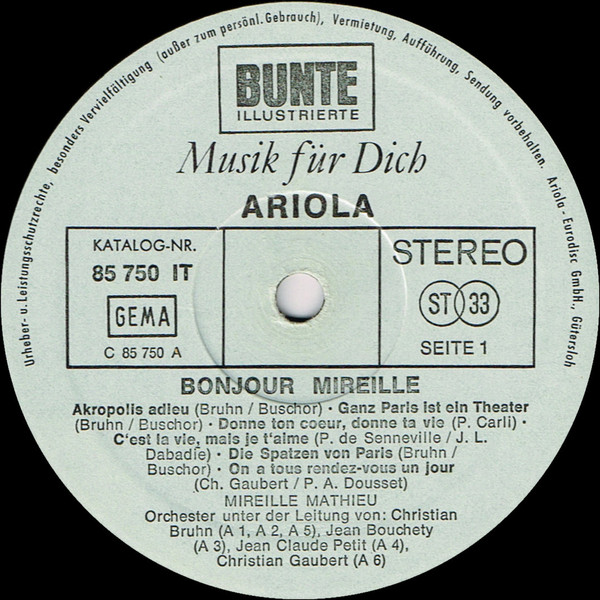 Urheber- u. Leistungsschutzrechte, besonders Vervielfältigung (außer zum persönl. Gebrauch), Vermietung, Aufführung, Sendung vorbehalten. Ariola - Eurodisc GmbH., Gütersloh
BUNTE
ILLUSTRIERTE
Musik für Dich
ARIOLA
KATALOG-NR.
85 750 IT
GEMA
C 85 750 A
STEREO
ST 33
SEITE 1
BONJOUR MIREILLE
Akropolis adieu (Bruhn / Buschor) · Ganz Paris ist ein Theater
(Bruhn / Buschor) · Donne ton coeur, donne ta vie (P. Carli) ·
C'est la vie, mais je t'aime (P. de Senneville / J. L.
Dabadie) · Die Spatzen von Paris (Bruhn /
Buschor) · On a tous rendez-vous un jour
(Ch. Gaubert / P. A. Dousset)
MIREILLE MATHIEU
Orchester unter der Leitung von: Christian
Bruhn (A 1, A 2, A 5), Jean Bouchety
(A 3), Jean Claude Petit (A 4),
Christian Gaubert (A 6)